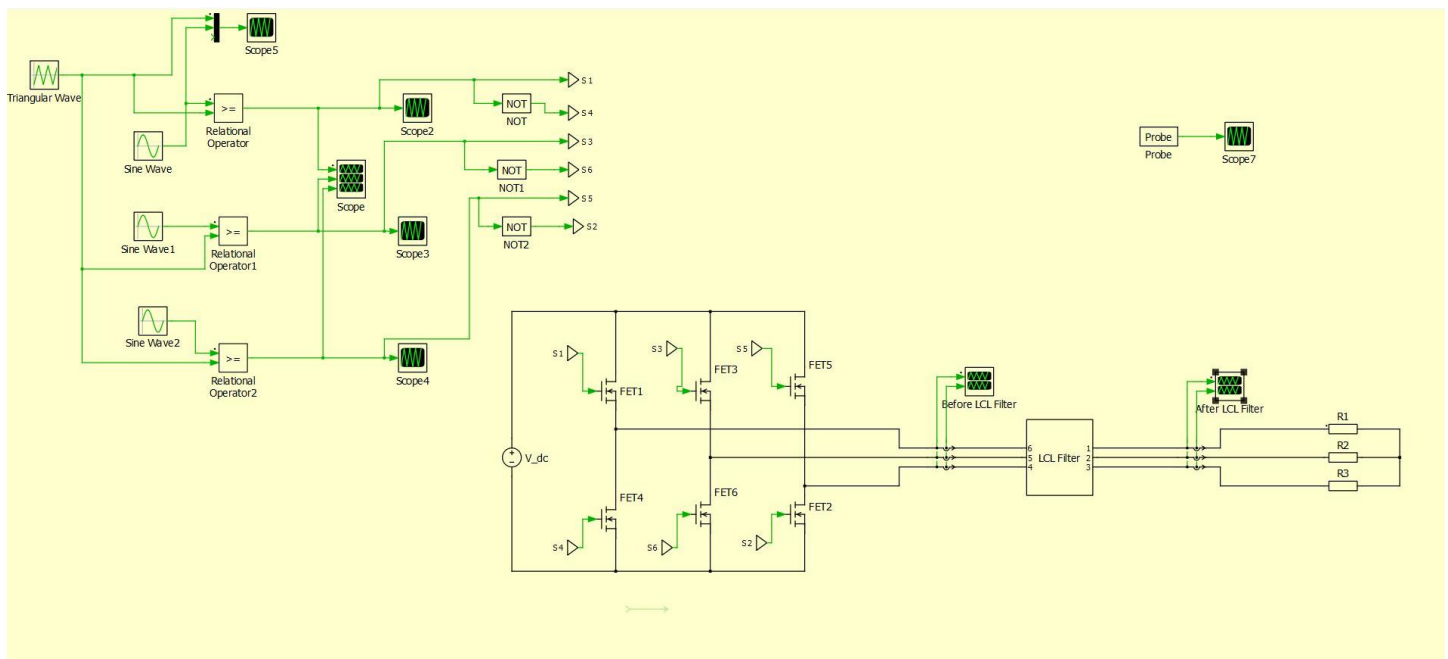 Scope5
Triangular Wave
>=
Relational
Operator
Sine Wave
Scope2
NOT
NOT
S1
S4
S3
Scope
NOT
NOT1
S6
S5
Probe
Probe
Scope7
Sine Wave1
>=
Relational
Operator1
Scope3
NOT
NOT2
S2
Sine Wave2
>=
Relational
Operator2
Scope4
S1
FET1
S3
FET3
S5
FET5
Before LCL Filter
After LCL Filter
V_dc
6
5
4
LCL Filter
1
2
3
R1
R2
R3
FET4
S4
FET6
S6
FET2
S2